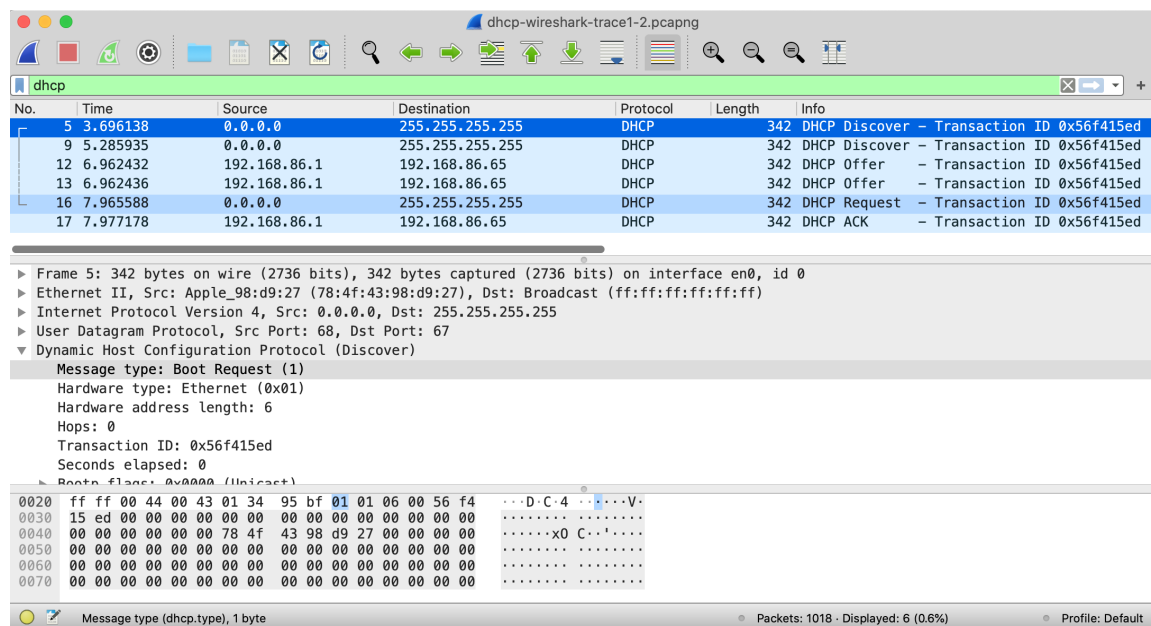 dhcp-wireshark-trace1-2.pcapng
dhcp
+
No. Time Source Destination Protocol Length Info
5 3.696138 0.0.0.0 255.255.255.255 DHCP 342 DHCP Discover – Transaction ID 0x56f415ed
9 5.285935 0.0.0.0 255.255.255.255 DHCP 342 DHCP Discover – Transaction ID 0x56f415ed
12 6.962432 192.168.86.1 192.168.86.65 DHCP 342 DHCP Offer – Transaction ID 0x56f415ed
13 6.962436 192.168.86.1 192.168.86.65 DHCP 342 DHCP Offer – Transaction ID 0x56f415ed
16 7.965588 0.0.0.0 255.255.255.255 DHCP 342 DHCP Request – Transaction ID 0x56f415ed
17 7.977178 192.168.86.1 192.168.86.65 DHCP 342 DHCP ACK – Transaction ID 0x56f415ed
Frame 5: 342 bytes on wire (2736 bits), 342 bytes captured (2736 bits) on interface en0, id 0
Ethernet II, Src: Apple_98:d9:27 (78:4f:43:98:d9:27), Dst: Broadcast (ff:ff:ff:ff:ff:ff)
Internet Protocol Version 4, Src: 0.0.0.0, Dst: 255.255.255.255
User Datagram Protocol, Src Port: 68, Dst Port: 67
Dynamic Host Configuration Protocol (Discover)
Message type: Boot Request (1)
Hardware type: Ethernet (0x01)
Hardware address length: 6
Hops: 0
Transaction ID: 0x56f415ed
Seconds elapsed: 0
Bootp flags: 0x0000 (Unicast)
0020 ff ff 00 44 00 43 01 34 95 bf 01 01 06 00 56 f4 ···D·C·4 ······V·
0030 15 ed 00 00 00 00 00 00 00 00 00 00 00 00 00 00 ········ ········
0040 00 00 00 00 00 00 78 4f 43 98 d9 27 00 00 00 00 ······xO C··'····
0050 00 00 00 00 00 00 00 00 00 00 00 00 00 00 00 00 ········ ········
0060 00 00 00 00 00 00 00 00 00 00 00 00 00 00 00 00 ········ ········
0070 00 00 00 00 00 00 00 00 00 00 00 00 00 00 00 00 ········ ········
Message type (dhcp.type), 1 byte Packets: 1018 · Displayed: 6 (0.6%) Profile: Default